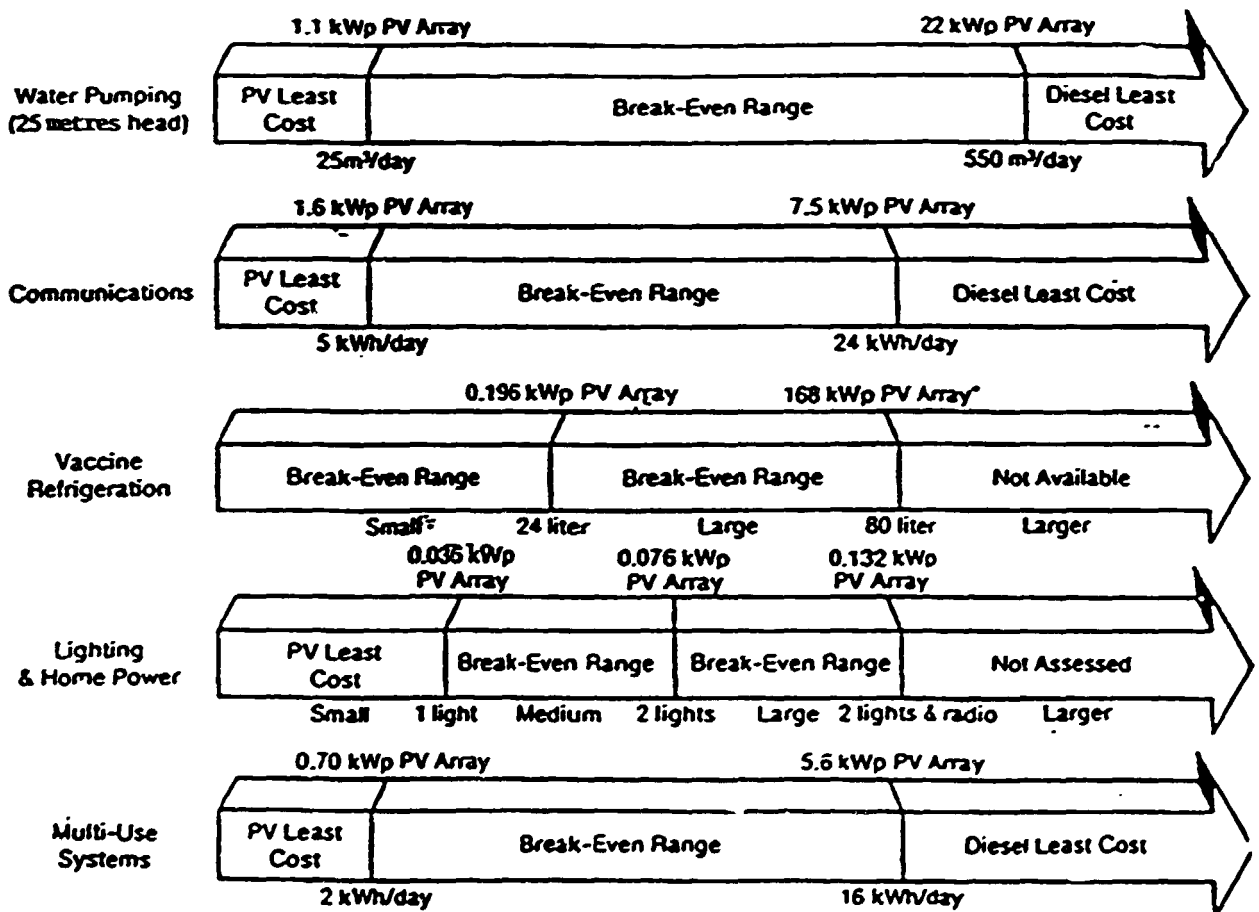 1.1 kWp PV Array 22 kWp PV Array
Water Pumping
(25 metres head)
PV Least
Cost
Break-Even Range
Diesel Least
Cost
25m³/day 550 m³/day
1.6 kWp PV Array 7.5 kWp PV Array
Communications
PV Least
Cost
Break-Even Range
Diesel Least Cost
5 kWh/day 24 kWh/day
0.196 kWp PV Array 168 kWp PV Array
Vaccine
Refrigeration
Break-Even Range
Break-Even Range
Not Available
Small 24 liter Large 80 liter Larger
0.036 kWp
PV Array
0.076 kWp
PV Array
0.132 kWp
PV Array
Lighting
& Home Power
PV Least
Cost
Break-Even Range
Break-Even Range
Not Assessed
Small 1 light Medium 2 lights Large 2 lights & radio Larger
0.70 kWp PV Array 5.6 kWp PV Array
Multi-Use
Systems
PV Least
Cost
Break-Even Range
Diesel Least Cost
2 kWh/day 16 kWh/day